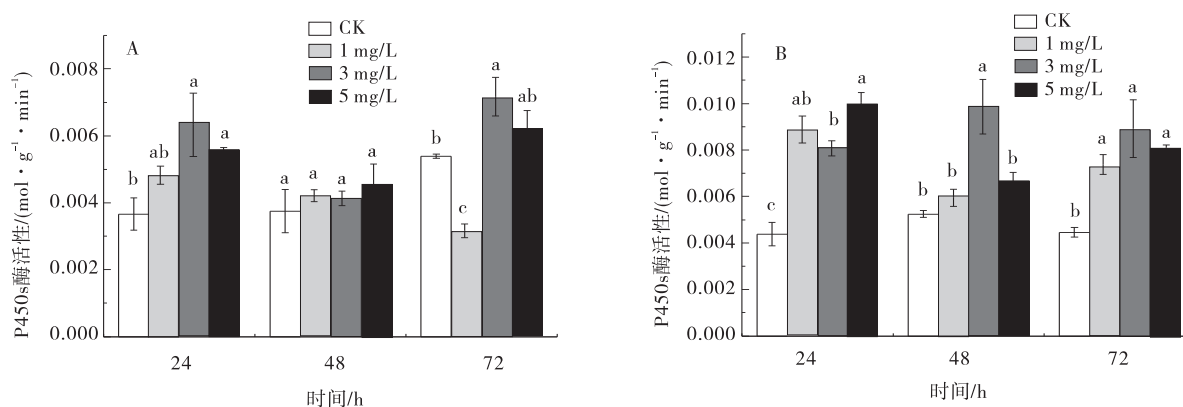 A
CK
1 mg/L
3 mg/L
5 mg/L
P450s酶活性/(mol·g⁻¹·min⁻¹)
0.008
0.006
0.004
0.002
0.000
b
ab
a
a
a
a
a
a
b
c
a
ab
24
48
72
时间/h
B
CK
1 mg/L
3 mg/L
5 mg/L
P450s酶活性/(mol·g⁻¹·min⁻¹)
0.012
0.010
0.008
0.006
0.004
0.002
0.000
c
ab
b
a
b
b
a
b
b
a
a
a
24
48
72
时间/h